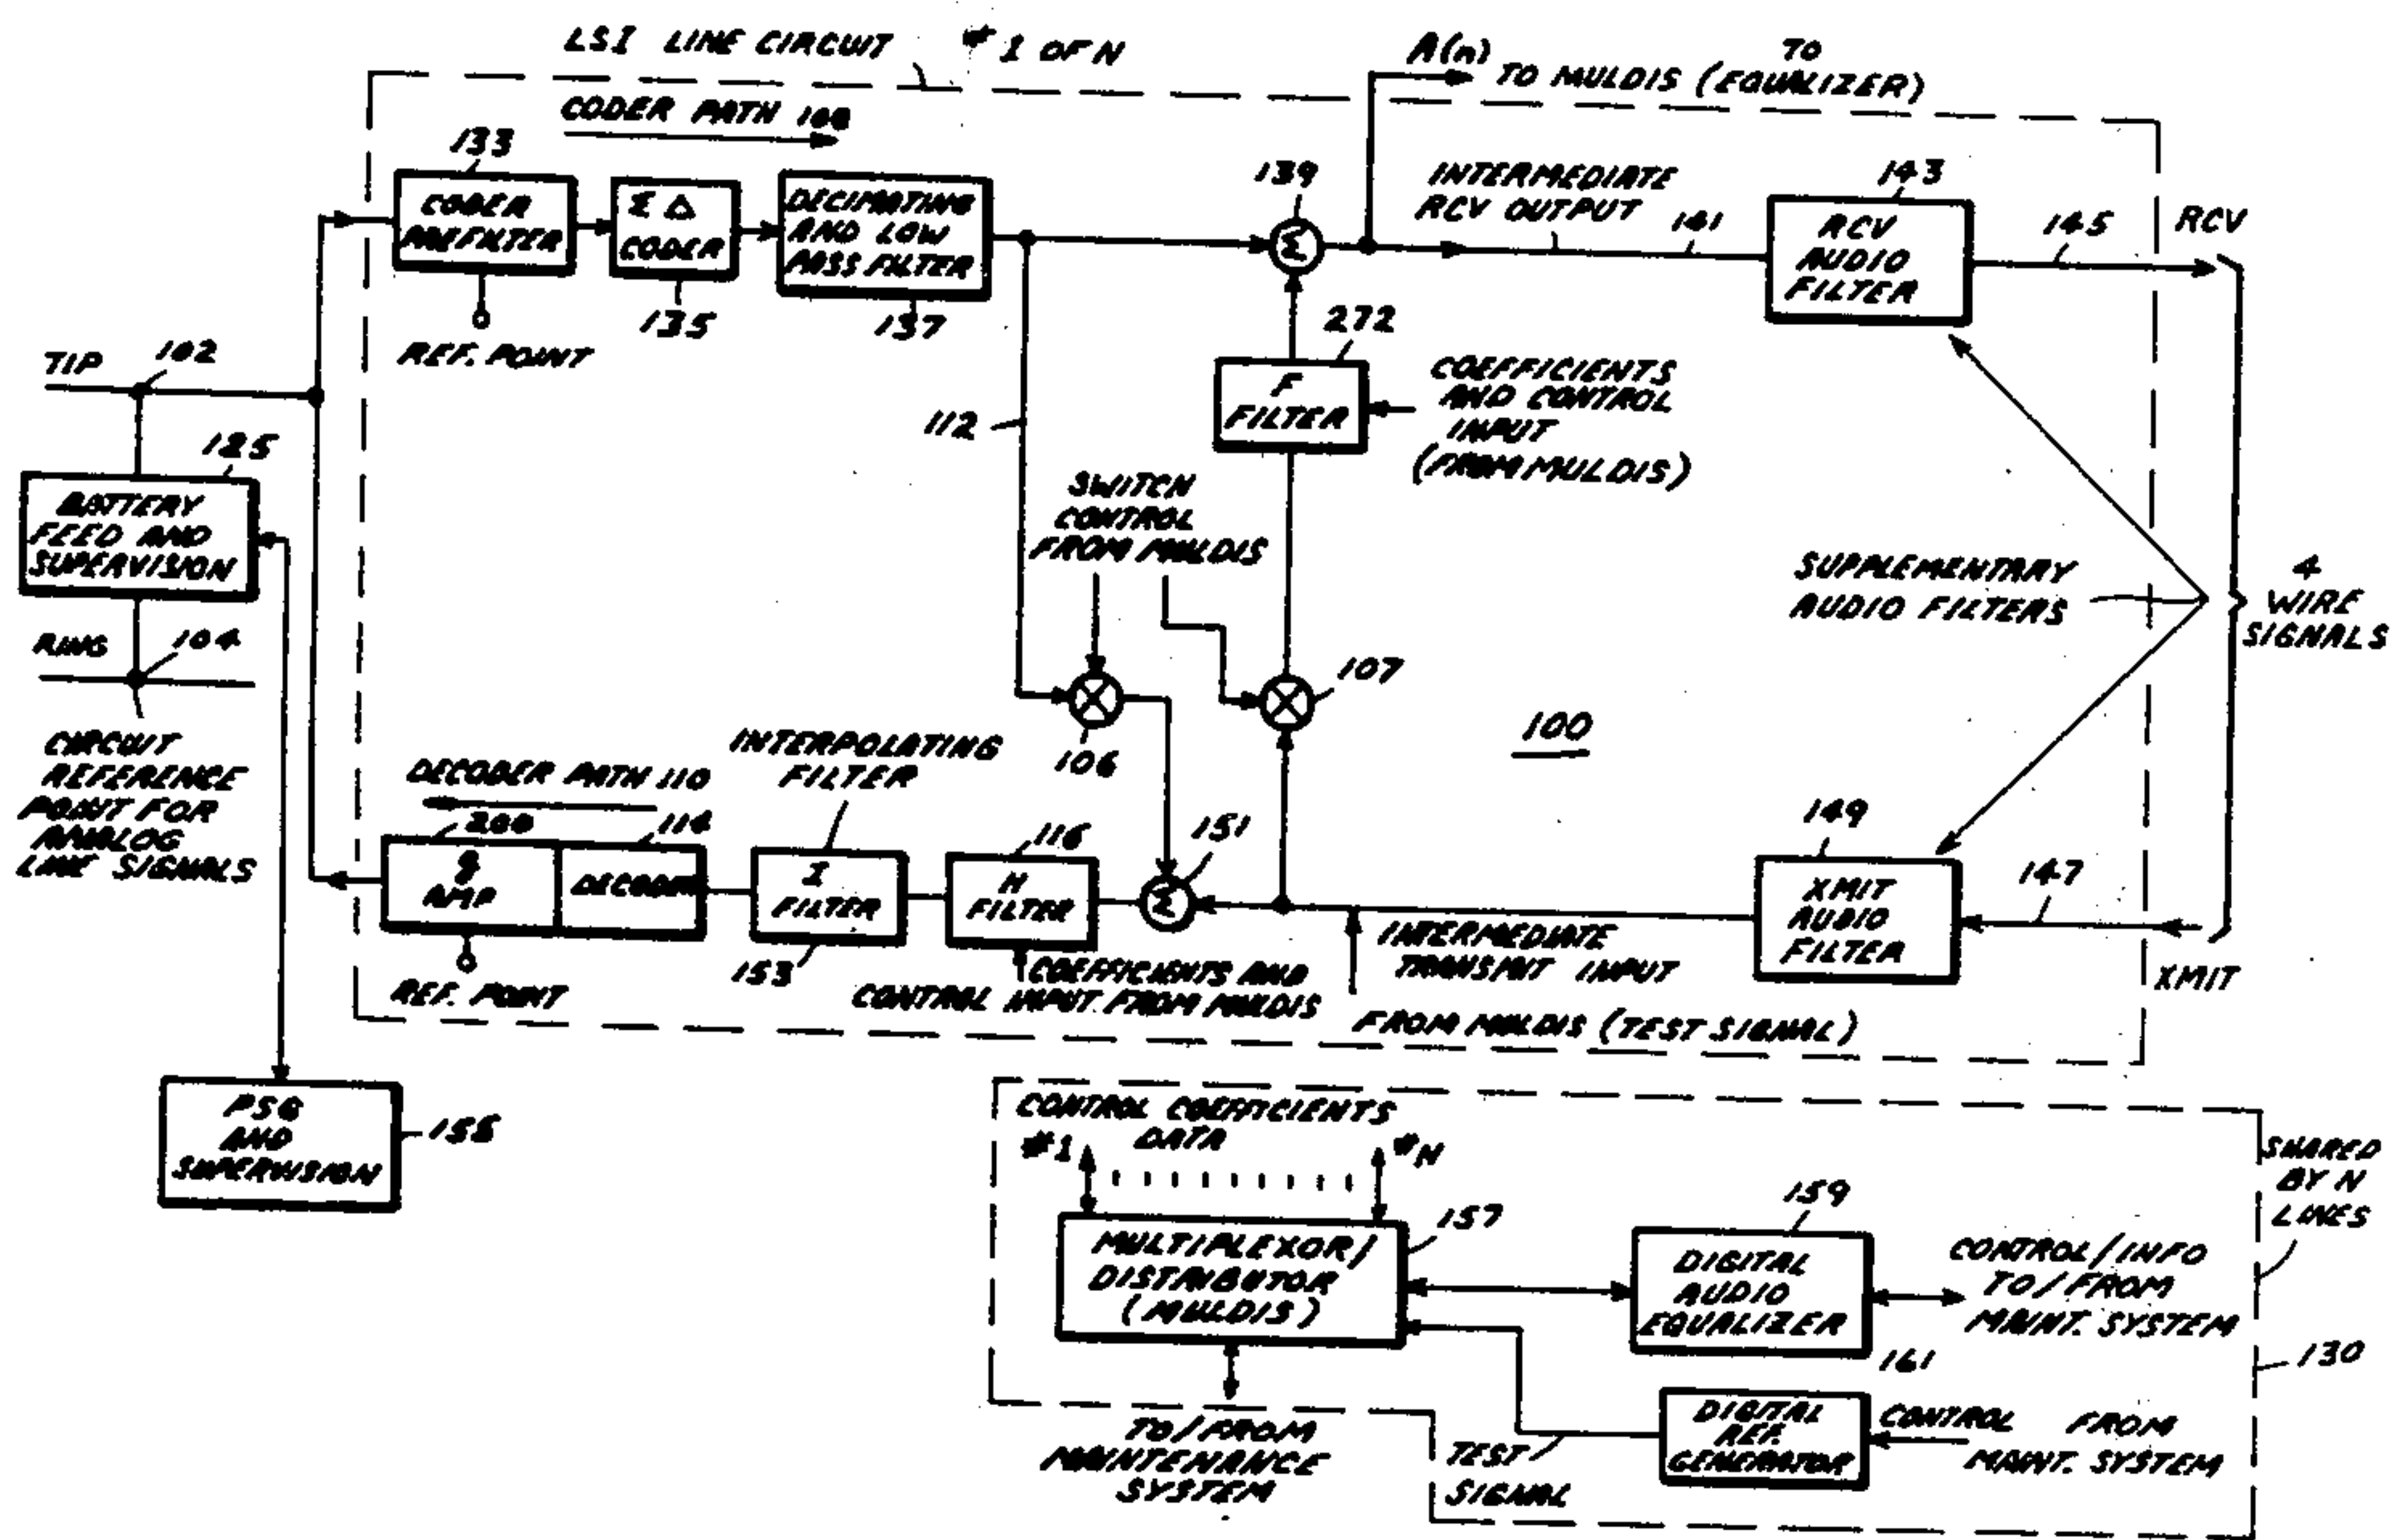 LSI LINE CIRCUIT #1 OF N
A(n) TO MULDIS (EQUALIZER)
TO
CODER PATH 108
133
CODER
PREFILTER
REF. POINT
Σ Δ
CODER
135
DECIMATING
AND LOW
PASS FILTER
137
139
Σ
INTERMEDIATE
RCV OUTPUT
141
143
RCV
AUDIO
FILTER
145
RCV
TIP
102
125
BATTERY
FEED AND
SUPERVISION
RING
104
CIRCUIT
REFERENCE
POINT FOR
ANALOG
LINE SIGNALS
112
272
F
FILTER
COEFFICIENTS
AND CONTROL
INPUT
(FROM MULDIS)
SWITCH
CONTROL
FROM MULDIS
106
107
100
SUPPLEMENTARY
AUDIO FILTERS
4
WIRE
SIGNALS
DECODER PATH 110
200
g
AMP
REF. POINT
114
DECODER
INTERPOLATING
FILTER
I
FILTER
153
116
H
FILTER
COEFFICIENTS AND
CONTROL INPUT FROM MULDIS
151
Σ
INTERMEDIATE
TRANSMIT INPUT
FROM MULDIS (TEST SIGNAL)
149
XMIT
AUDIO
FILTER
147
XMIT
PSG
AND
SUPERVISION
155
CONTROL COEFFICIENTS
DATA
#1
#N
MULTIPLEXOR/
DISTRIBUTOR
(MULDIS)
157
TO/FROM
MAINTENANCE
SYSTEM
159
DIGITAL
AUDIO
EQUALIZER
CONTROL/INFO
TO/FROM
MAINT. SYSTEM
161
DIGITAL
REF.
GENERATOR
CONTROL FROM
MAINT. SYSTEM
TEST
SIGNAL
SHARED
BY N
LINES
130